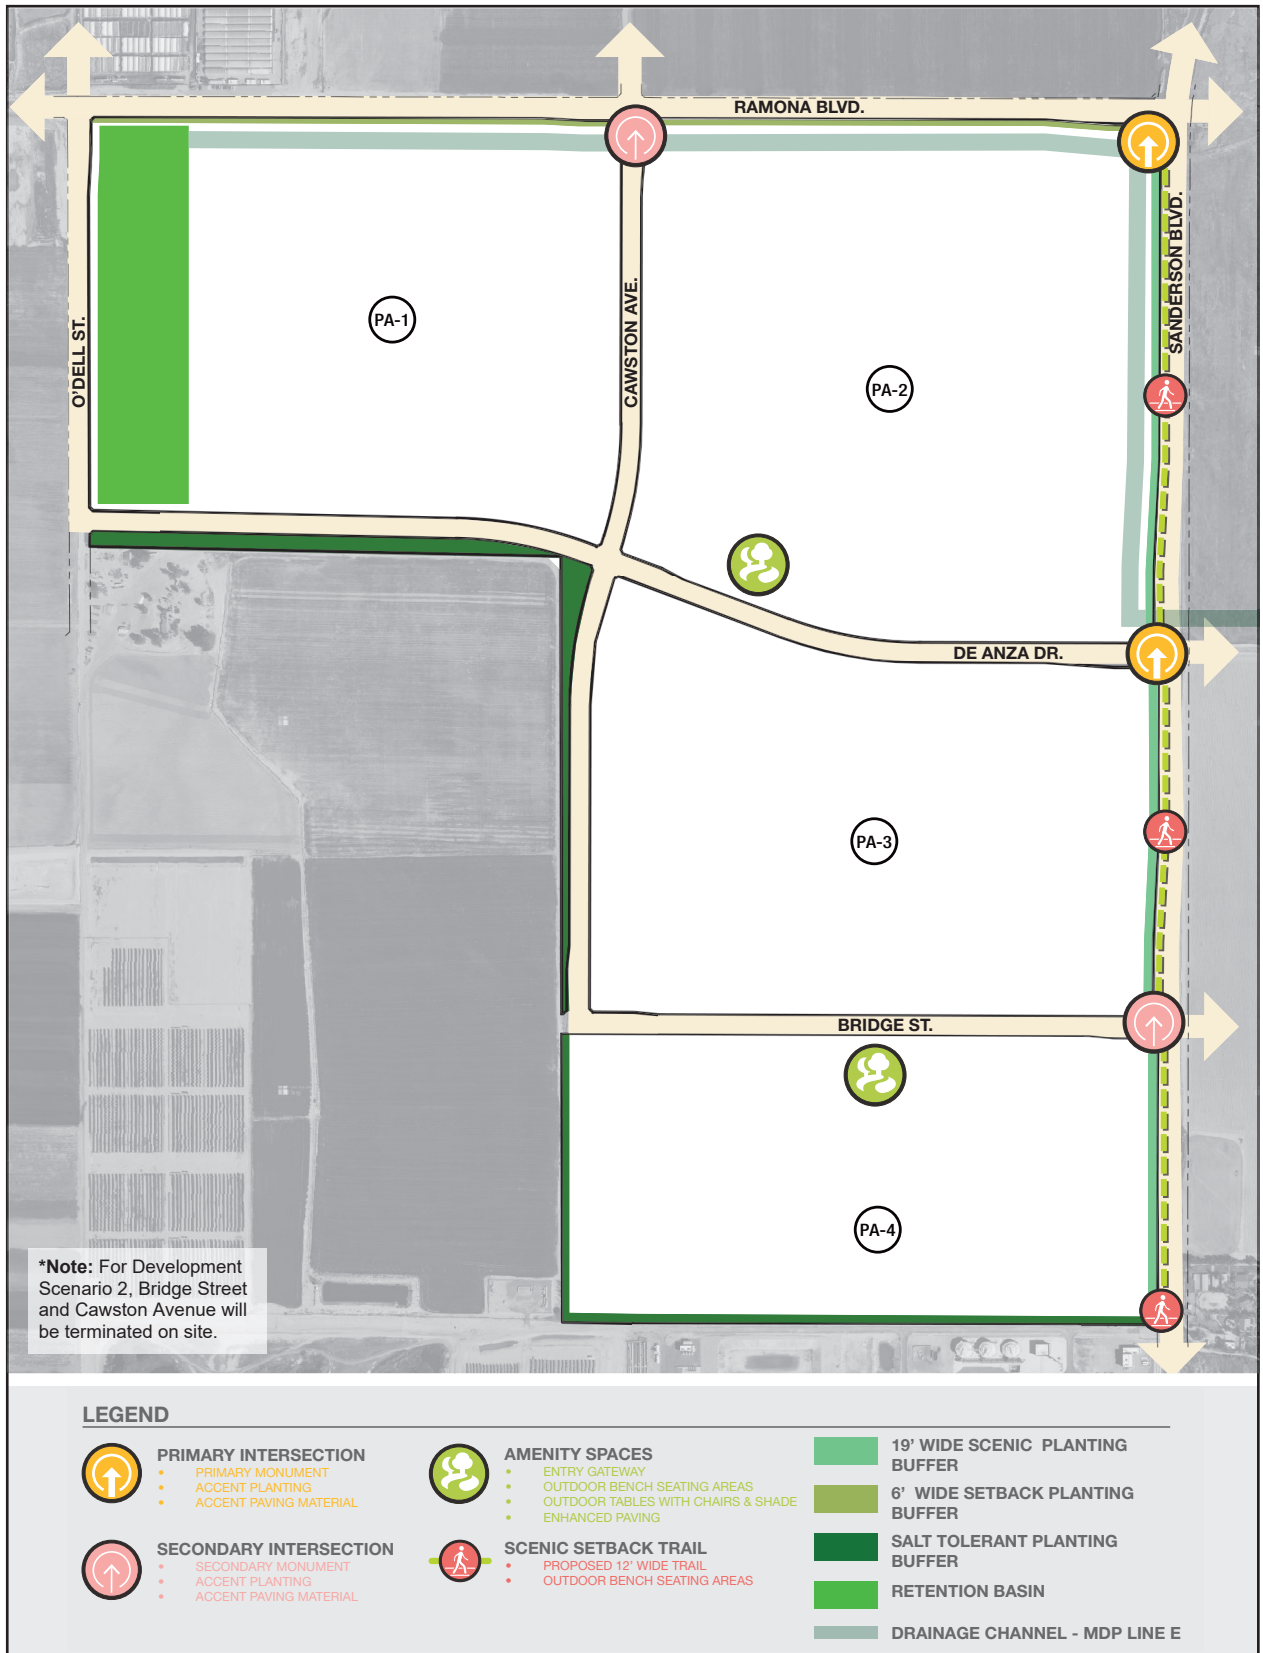 RAMONA BLVD.
SANDERSON BLVD.
O'DELL ST.
CAWSTON AVE.
PA-1
PA-2
DE ANZA DR.
PA-3
BRIDGE ST.
PA-4
*Note: For Development
Scenario 2, Bridge Street
and Cawston Avenue will
be terminated on site.
LEGEND
PRIMARY INTERSECTION
• PRIMARY MONUMENT
• ACCENT PLANTING
• ACCENT PAVING MATERIAL
SECONDARY INTERSECTION
• SECONDARY MONUMENT
• ACCENT PLANTING
• ACCENT PAVING MATERIAL
AMENITY SPACES
• ENTRY GATEWAY
• OUTDOOR BENCH SEATING AREAS
• OUTDOOR TABLES WITH CHAIRS & SHADE
• ENHANCED PAVING
SCENIC SETBACK TRAIL
• PROPOSED 12' WIDE TRAIL
• OUTDOOR BENCH SEATING AREAS
19' WIDE SCENIC PLANTING
BUFFER
6' WIDE SETBACK PLANTING
BUFFER
SALT TOLERANT PLANTING
BUFFER
RETENTION BASIN
DRAINAGE CHANNEL - MDP LINE E